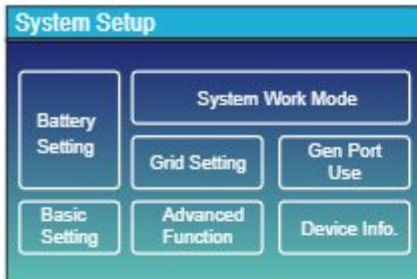 System Setup
Battery
Setting
System Work Mode
Grid Setting
Gen Port
Use
Basic
Setting
Advanced
Function
Device Info.